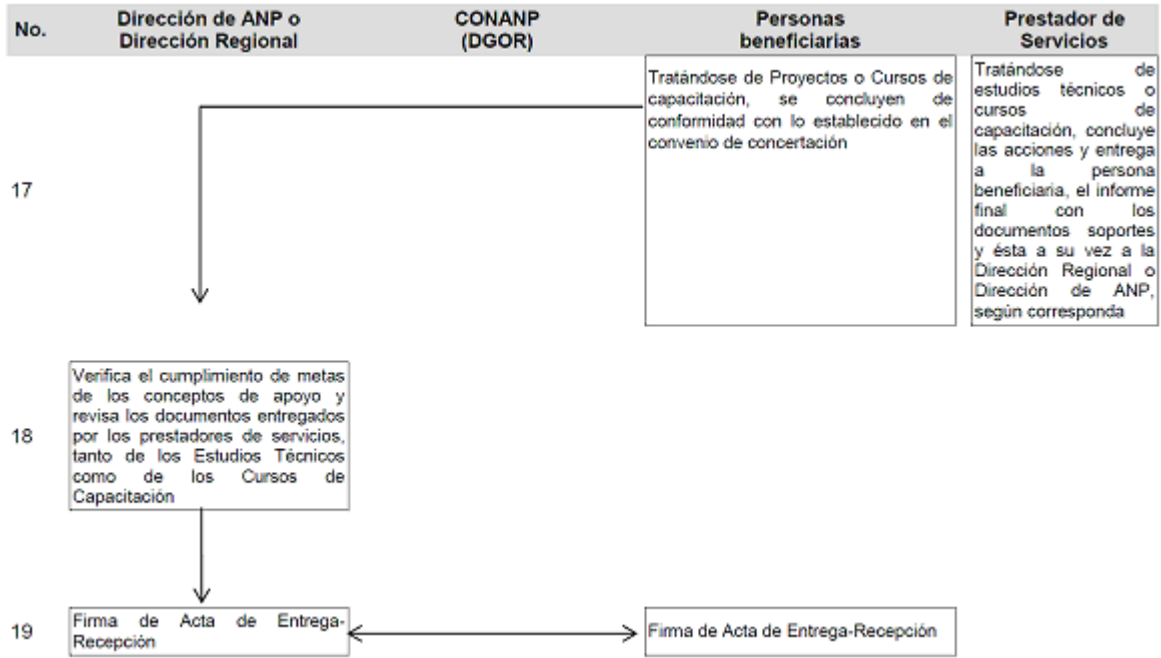 No.
Dirección de ANP o
Dirección Regional
CONANP
(DGOR)
Personas
beneficiarias
Prestador de
Servicios
17
Tratándose de Proyectos o Cursos de
capacitación, se concluyen de
conformidad con lo establecido en el
convenio de concertación
Tratándose de
estudios técnicos o
cursos de
capacitación, concluye
las acciones y entrega
a la persona
beneficiaria, el informe
final con los
documentos soportes
y ésta a su vez a la
Dirección Regional o
Dirección de ANP,
según corresponda
18
Verifica el cumplimiento de metas
de los conceptos de apoyo y
revisa los documentos entregados
por los prestadores de servicios,
tanto de los Estudios Técnicos
como de los Cursos de
Capacitación
19
Firma de Acta de Entrega-
Recepción
Firma de Acta de Entrega-Recepción